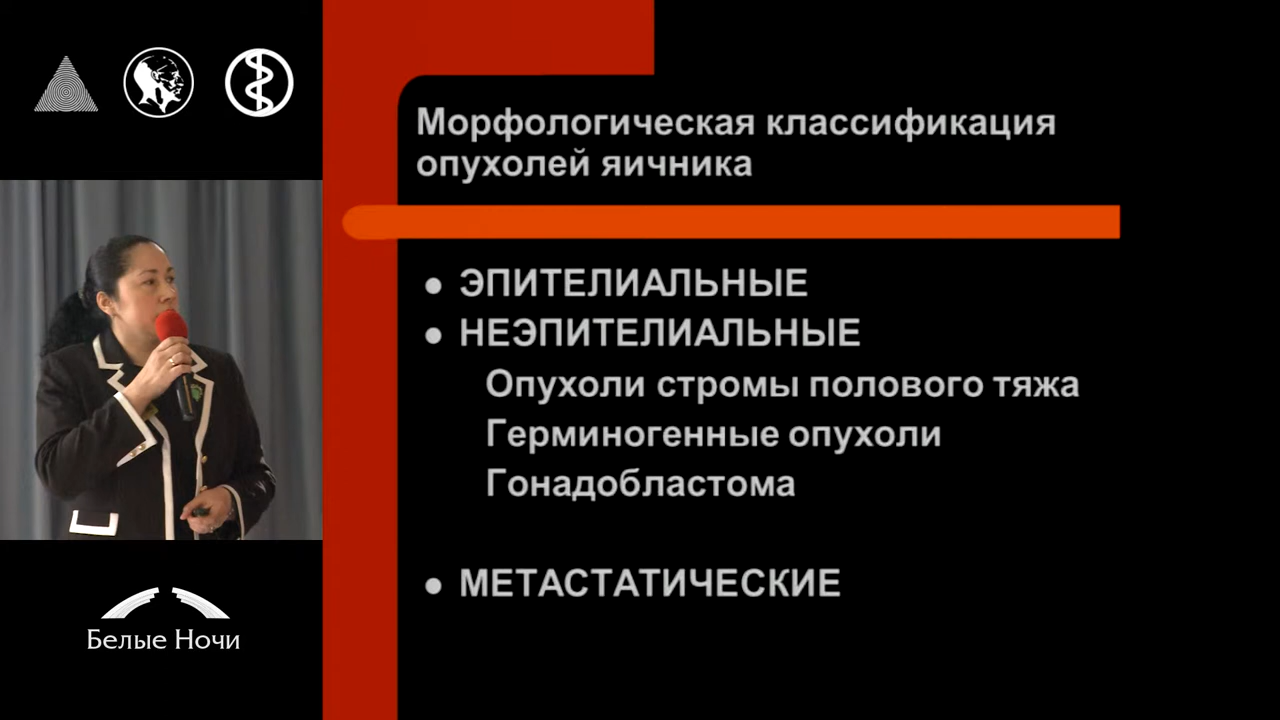 Морфологическая классификация
опухолей яичника
ЭПИТЕЛИАЛЬНЫЕ
НЕЭПИТЕЛИАЛЬНЫЕ
Опухоли стромы полового тяжа
Герминогенные опухоли
Гонадобластома
МЕТАСТАТИЧЕСКИЕ
Белые Ночи